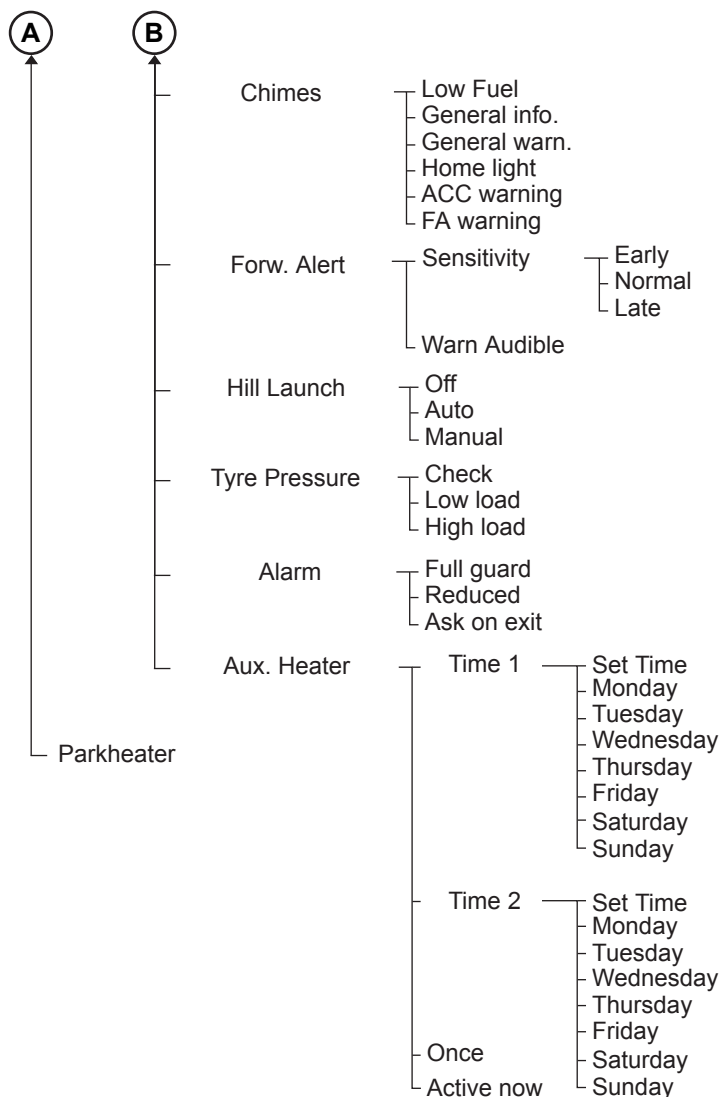 A
B
Chimes
Low Fuel
General info.
General warn.
Home light
ACC warning
FA warning
Forw. Alert
Sensitivity
Early
Normal
Late
Warn Audible
Hill Launch
Off
Auto
Manual
Tyre Pressure
Check
Low load
High load
Alarm
Full guard
Reduced
Ask on exit
Aux. Heater
Time 1
Set Time
Monday
Tuesday
Wednesday
Thursday
Friday
Saturday
Sunday
Parkheater
Time 2
Set Time
Monday
Tuesday
Wednesday
Thursday
Friday
Saturday
Sunday
Once
Active now